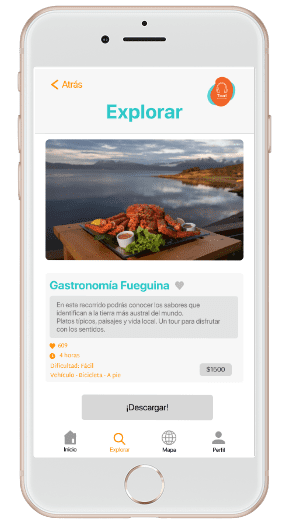 Atrás
Explorar
Gastronomía Fueguina
En este recorrido podrás conocer los sabores que
identifican a la tierra más austral del mundo.
Platos típicos, paisajes y vida local. Un tour para disfrutar
con los sentidos.
609
4 horas
Dificultad: Fácil
Vehículo - Bicicleta - A pie
$1500
¡Descargar!
Inicio
Explorar
Mapa
Perfil